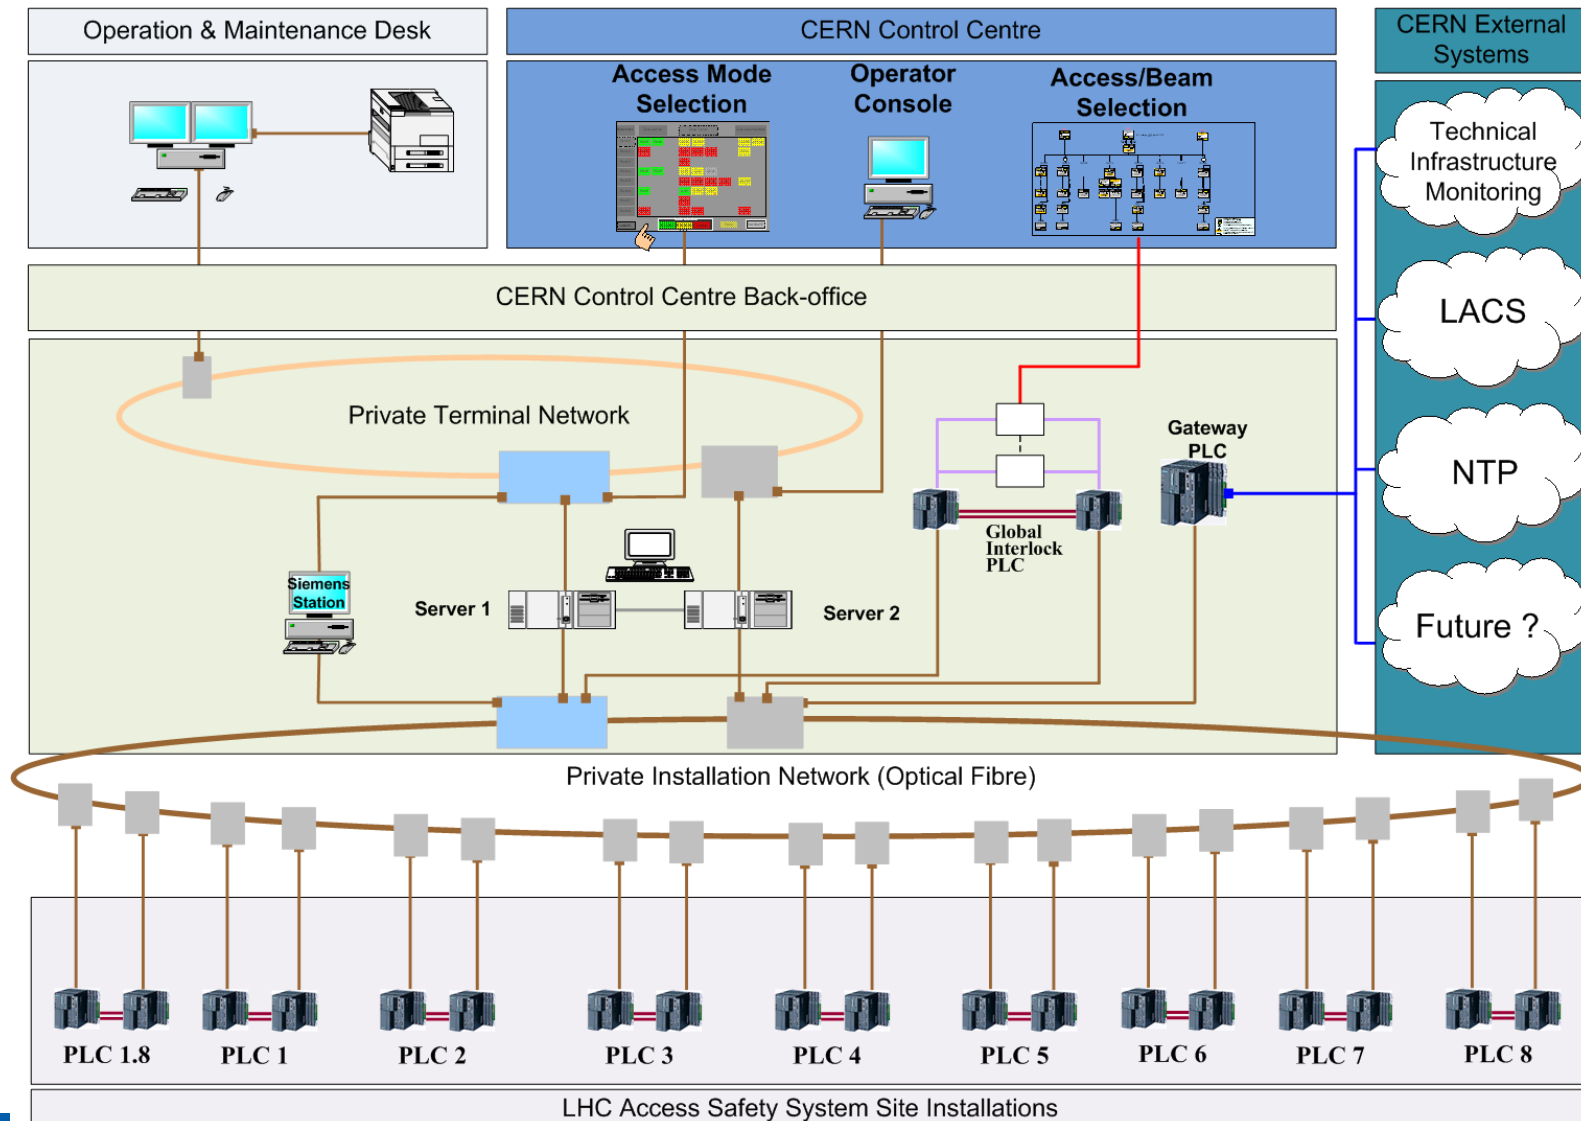 Operation & Maintenance Desk
CERN Control Centre
CERN External
Systems
Access Mode
Selection
Operator
Console
Access/Beam
Selection
Technical
Infrastructure
Monitoring
CERN Control Centre Back-office
LACS
Private Terminal Network
Gateway
PLC
NTP
Global
Interlock
PLC
Siemens
Station
Server 1
Server 2
Future ?
Private Installation Network (Optical Fibre)
PLC 1.8
PLC 1
PLC 2
PLC 3
PLC 4
PLC 5
PLC 6
PLC 7
PLC 8
LHC Access Safety System Site Installations